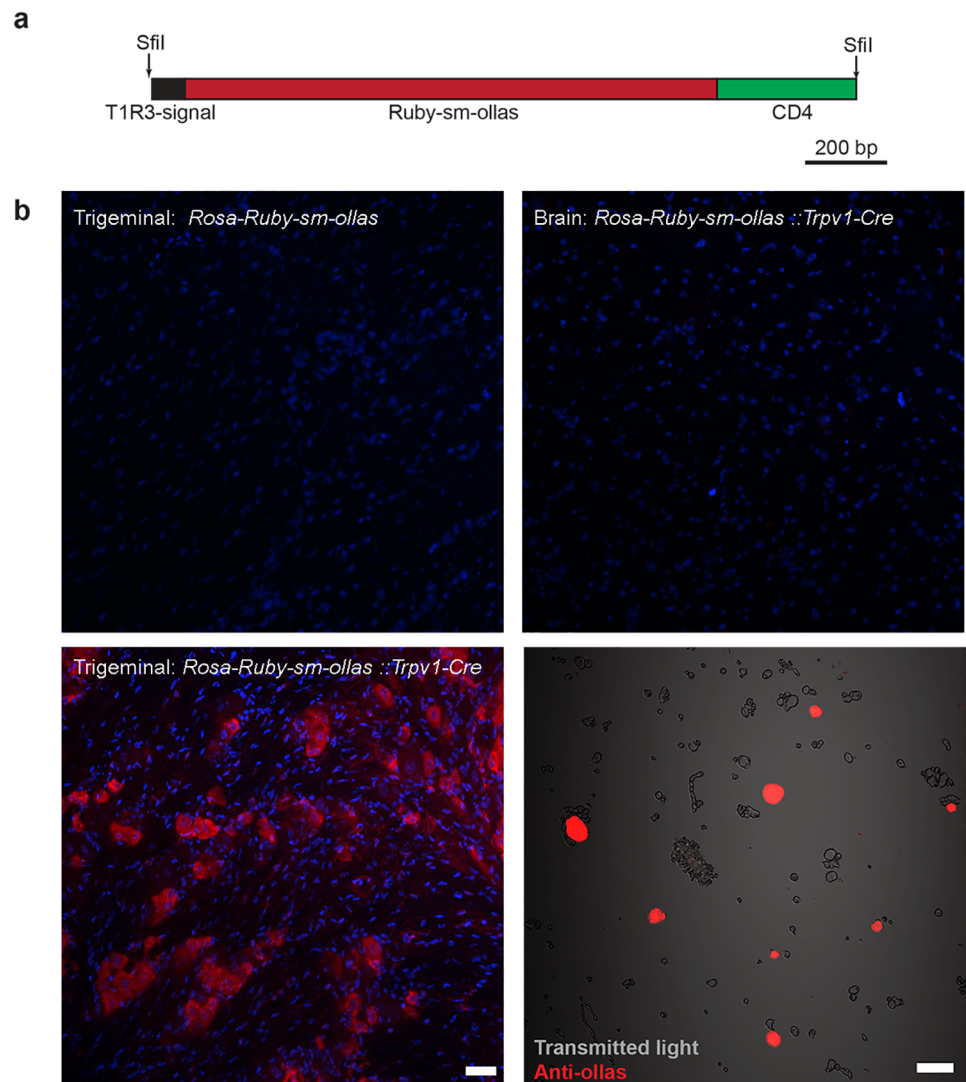 a
SfiI
SfiI
T1R3-signal
Ruby-sm-ollas
CD4
200 bp
b
Trigeminal: Rosa-Ruby-sm-ollas
Brain: Rosa-Ruby-sm-ollas ::Trpv1-Cre
Trigeminal: Rosa-Ruby-sm-ollas ::Trpv1-Cre
Transmitted light
Anti-ollas